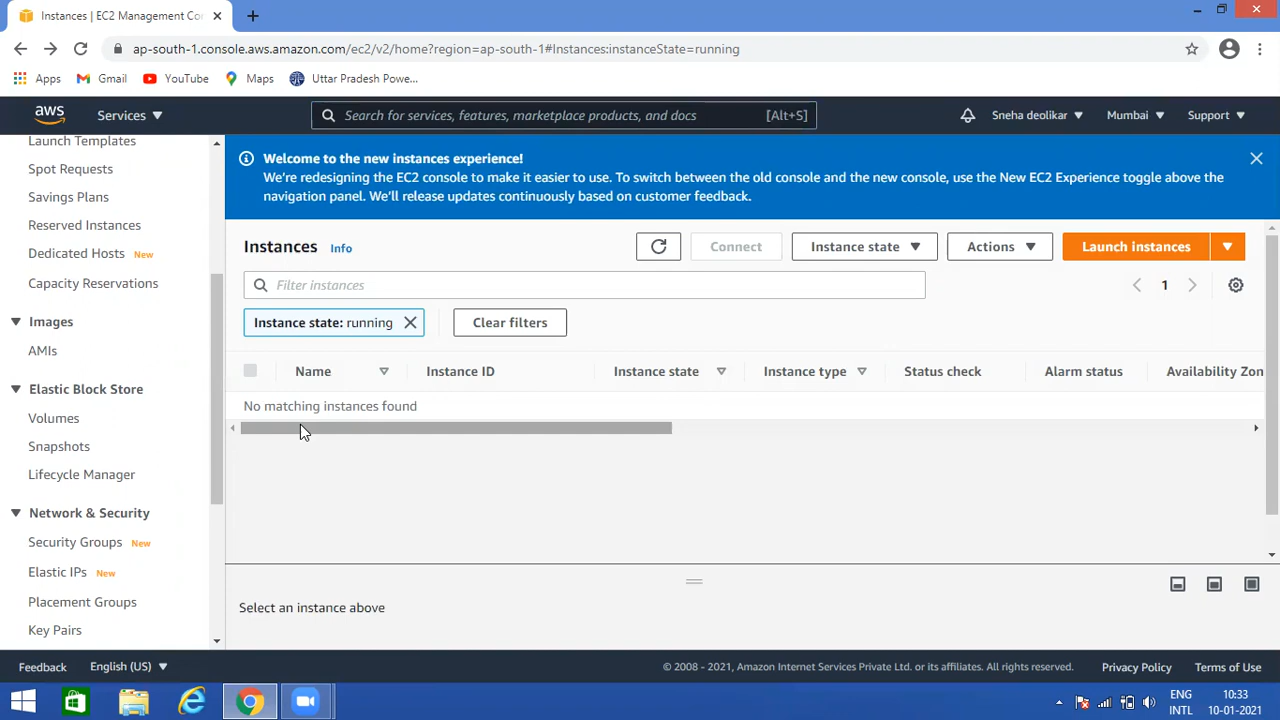 Instances | EC2 Management Co
ap-south-1.console.aws.amazon.com/ec2/v2/home?region=ap-south-1#Instances:instanceState=running
Apps Gmail YouTube Maps Uttar Pradesh Powe...
aws Services Search for services, features, marketplace products, and docs [Alt+S] Sneha deolikar Mumbai Support
Launch Templates
Spot Requests
Savings Plans
Reserved Instances
Dedicated Hosts New
Capacity Reservations
Images
AMIs
Elastic Block Store
Volumes
Snapshots
Lifecycle Manager
Network & Security
Security Groups New
Elastic IPs New
Placement Groups
Key Pairs
Welcome to the new instances experience!
We're redesigning the EC2 console to make it easier to use. To switch between the old console and the new console, use the New EC2 Experience toggle above the
navigation panel. We'll release updates continuously based on customer feedback.
Instances Info Connect Instance state Actions Launch instances
Filter instances 1
Instance state: running Clear filters
Name Instance ID Instance state Instance type Status check Alarm status Availability Zon
No matching instances found
Select an instance above
Feedback English (US) © 2008 - 2021, Amazon Internet Services Private Ltd. or its affiliates. All rights reserved. Privacy Policy Terms of Use
ENG 10:33
INTL 10-01-2021